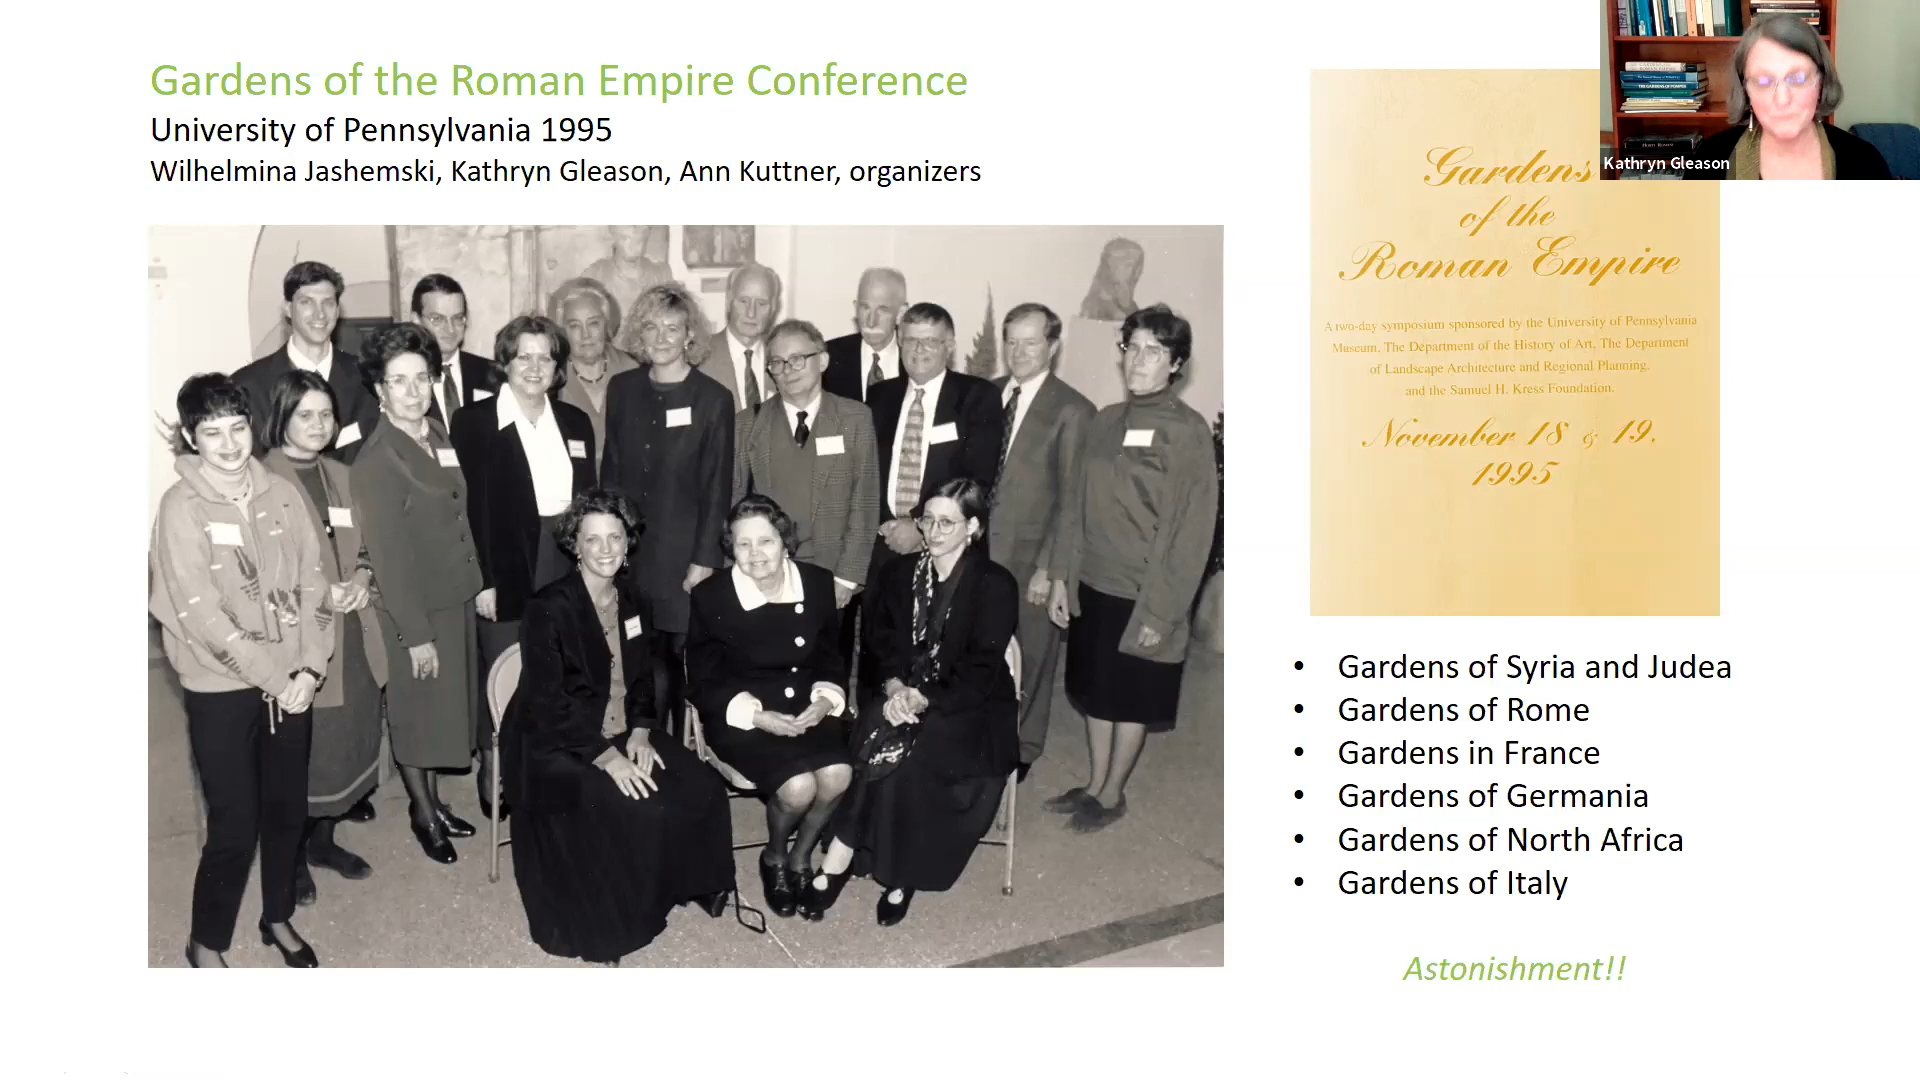 Gardens of the Roman Empire Conference
University of Pennsylvania 1995
Wilhelmina Jashemski, Kathryn Gleason, Ann Kuttner, organizers
Gardens
of the
Roman Empire
A two-day symposium sponsored by the University of Pennsylvania
Museum, The Department of the History of Art, The Department
of Landscape Architecture and Regional Planning,
and the Samuel H. Kress Foundation.
November 18 & 19,
1995
Kathryn Gleason
• Gardens of Syria and Judea
• Gardens of Rome
• Gardens in France
• Gardens of Germania
• Gardens of North Africa
• Gardens of Italy
Astonishment!!